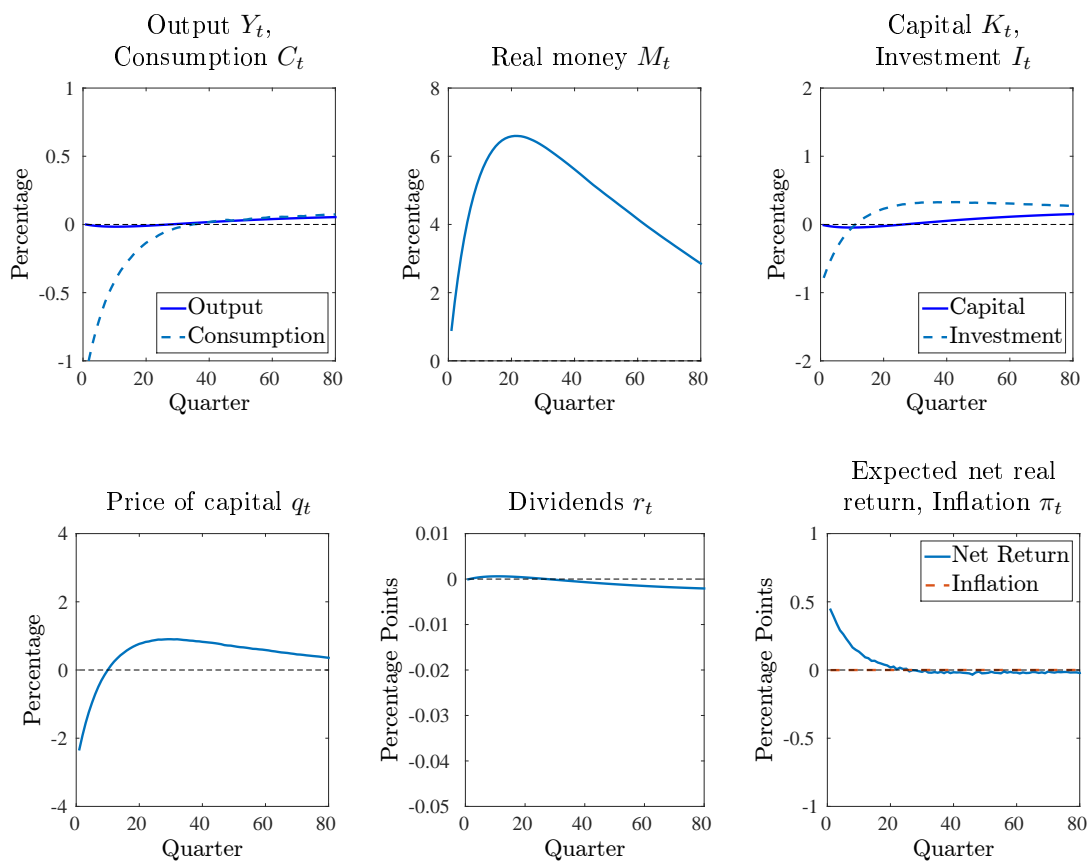 Output Y_t,
Consumption C_t
1
0.5
0
-0.5
-1
0 20 40 60 80
Percentage
Quarter
Output
Consumption
Real money M_t
8
6
4
2
0
0 20 40 60 80
Percentage
Quarter
Capital K_t,
Investment I_t
2
1
0
-1
-2
0 20 40 60 80
Percentage
Quarter
Capital
Investment
Price of capital q_t
4
2
0
-2
-4
0 20 40 60 80
Percentage
Quarter
Dividends r_t
0.01
0
-0.01
-0.02
-0.03
-0.04
-0.05
0 20 40 60 80
Percentage Points
Quarter
Expected net real
return, Inflation π_t
1
0.5
0
-0.5
-1
0 20 40 60 80
Percentage Points
Quarter
Net Return
Inflation